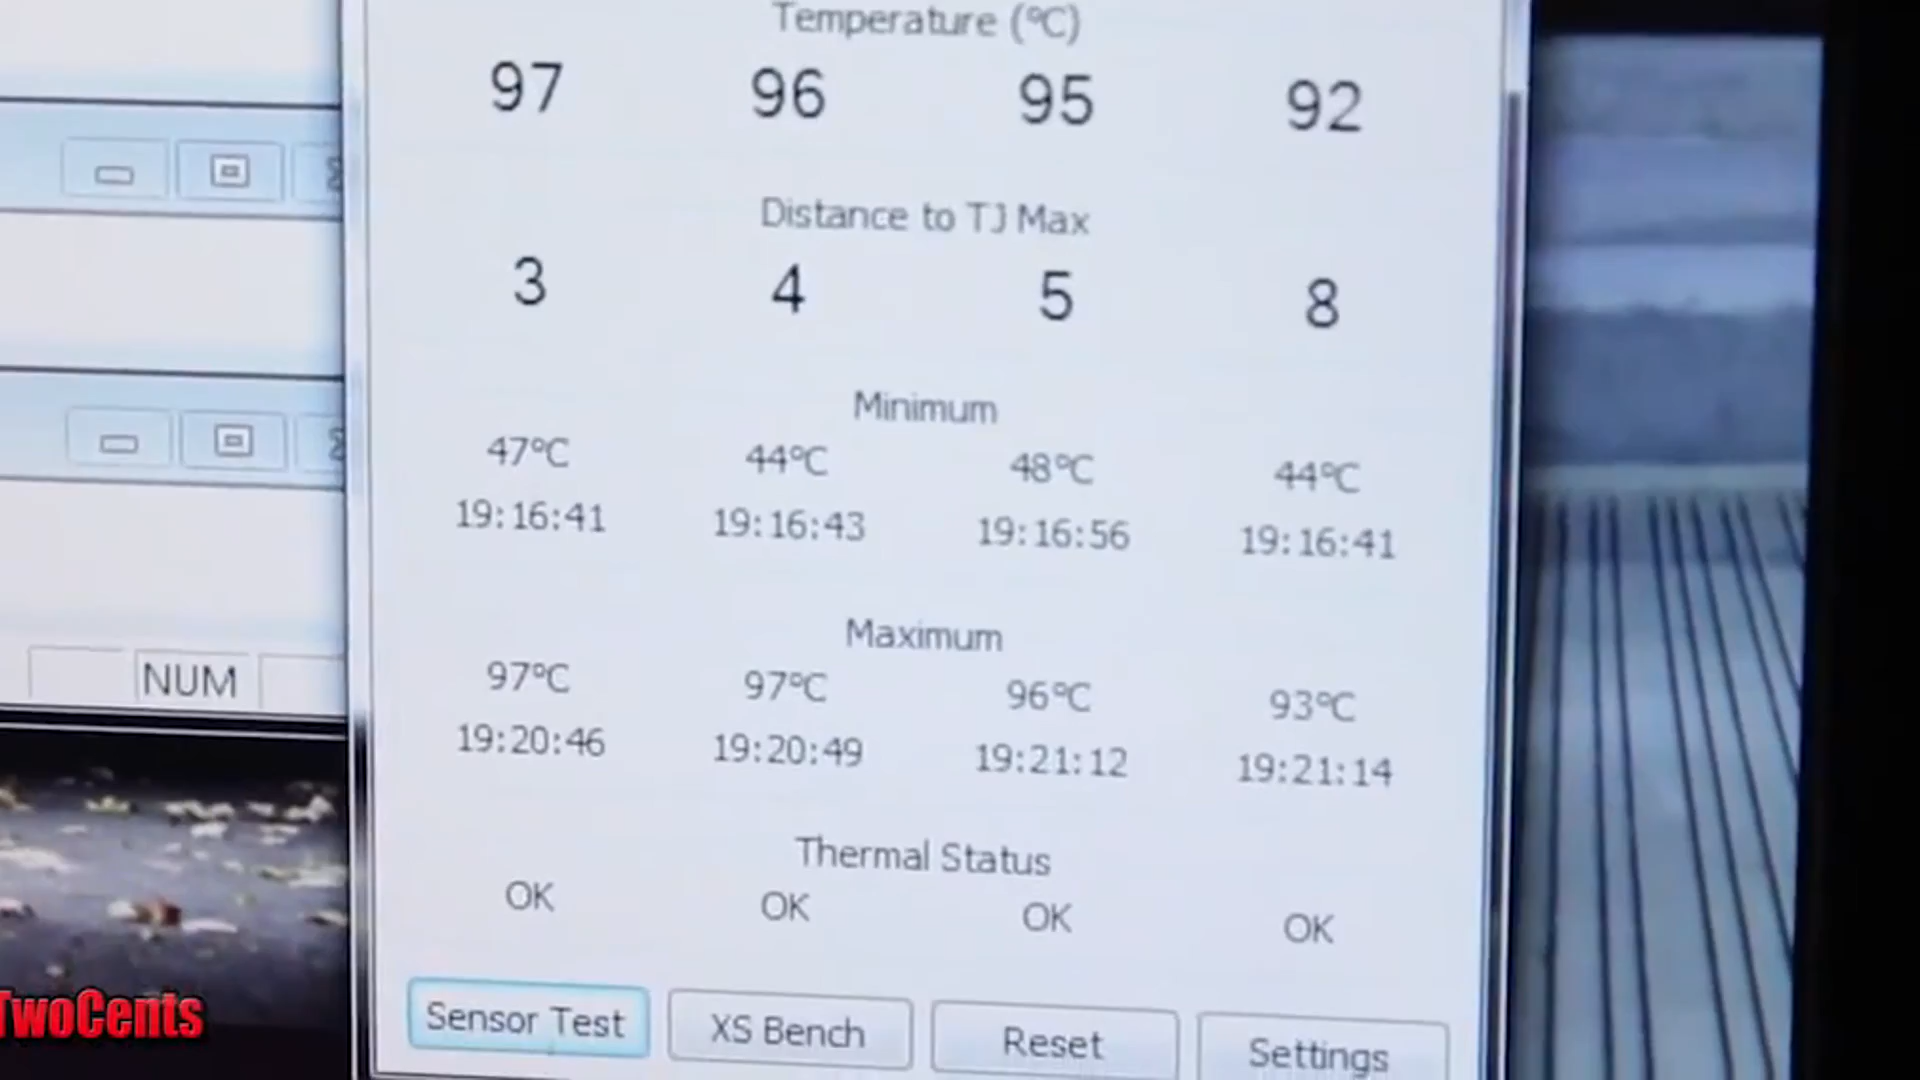 Temperature (°C)
97 96 95 92
Distance to TJ Max
3 4 5 8
Minimum
47°C 44°C 48°C 44°C
19:16:41 19:16:43 19:16:56 19:16:41
Maximum
97°C 97°C 96°C 93°C
19:20:46 19:20:49 19:21:12 19:21:14
Thermal Status
OK OK OK OK
Sensor Test XS Bench Reset Settings
NUM
TwoCents